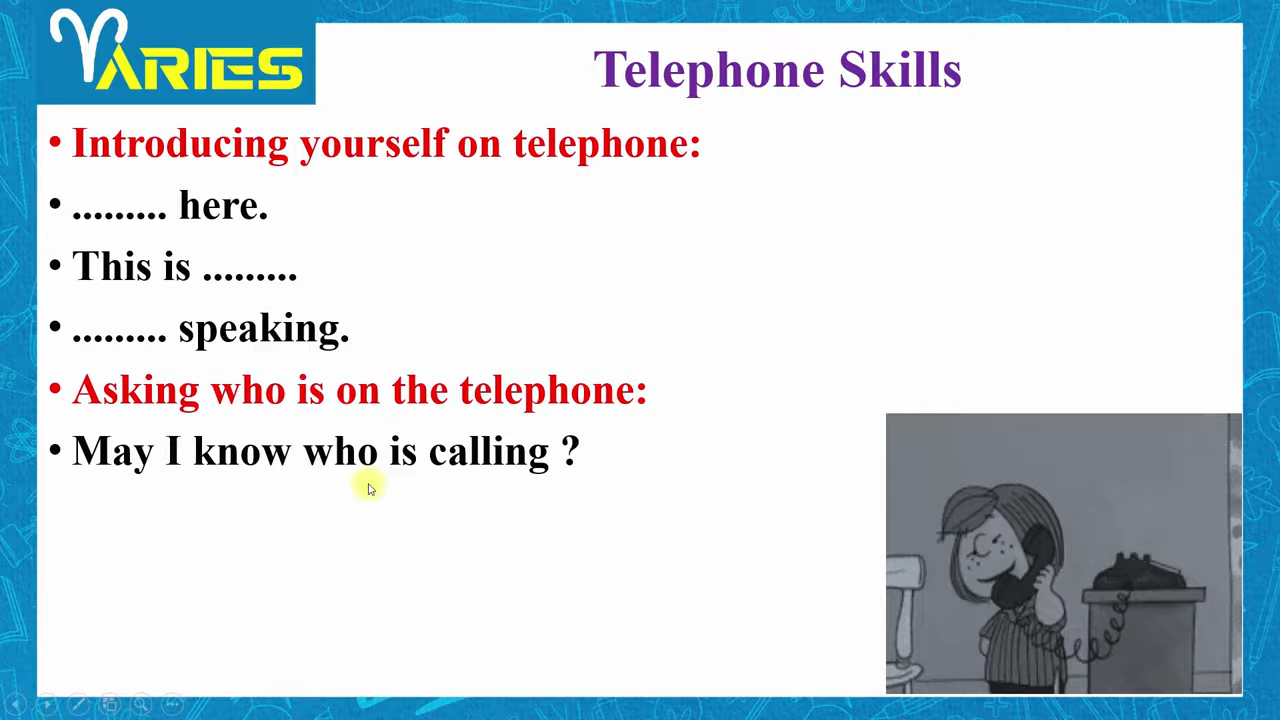 ARIES
Telephone Skills
• Introducing yourself on telephone:
• ......... here.
• This is .........
• ......... speaking.
• Asking who is on the telephone:
• May I know who is calling ?